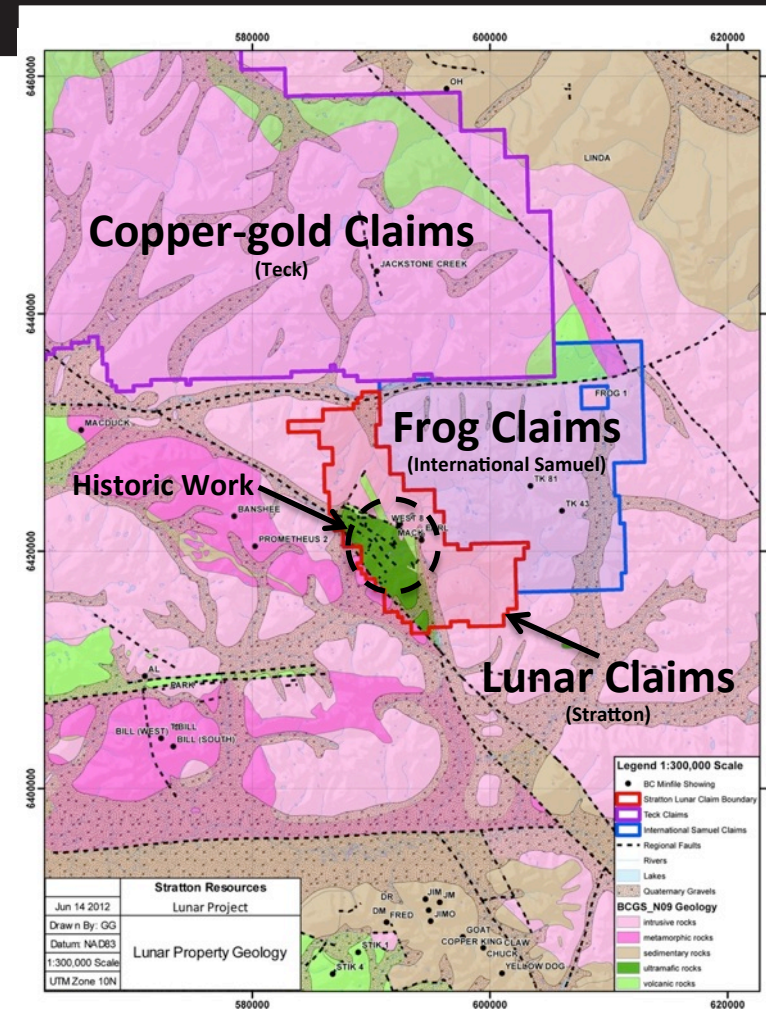 580000
600000
620000
6460000
OH
LINDA
Copper-gold Claims
(Teck)
JACKSTONE CREEK
6440000
FROG 1
MACDUCK
Frog Claims
(International Samuel)
TK 81
Historic Work
TK 43
BANSHEE
WEST
MACK
EARL
PROMETHEUS 2
6420000
Lunar Claims
(Stratton)
AL
PARK
BILL (WEST)
BILL
BILL (SOUTH)
6400000
Legend 1:300,000 Scale
BC Minfile Showing
Stratton Lunar Claim Boundary
Teck Claims
International Samuel Claims
Regional Faults
Rivers
Lakes
Quaternary Gravels
BCGS_N09 Geology
intrusive rocks
metamorphic rocks
sedimentary rocks
ultramafic rocks
volcanic rocks
Stratton Resources
Jun 14 2012
Lunar Project
Drawn By: GG
Datum: NAD83
Lunar Property Geology
1:300,000 Scale
UTM Zone 10N
DR
JIM
JM
DM
FRED
JIMO
GOAT
STIK 1
COPPER KING
CLAW
CHUCK
STIK 4
YELLOW DOG
580000
600000
620000